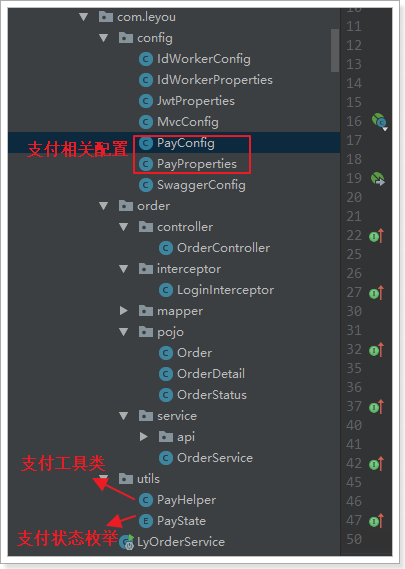 com.leyou
config
IdWorkerConfig
IdWorkerProperties
JwtProperties
MvcConfig
支付相关配置
PayConfig
PayProperties
SwaggerConfig
order
controller
OrderController
interceptor
LoginInterceptor
mapper
pojo
Order
OrderDetail
OrderStatus
service
api
OrderService
支付工具类
utils
PayHelper
支付状态枚举
PayState
LyOrderService
10
11
12
13
14
15
16
17
18
19
20
21
22
25
26
27
30
31
32
35
36
37
40
41
42
45
46
47
50